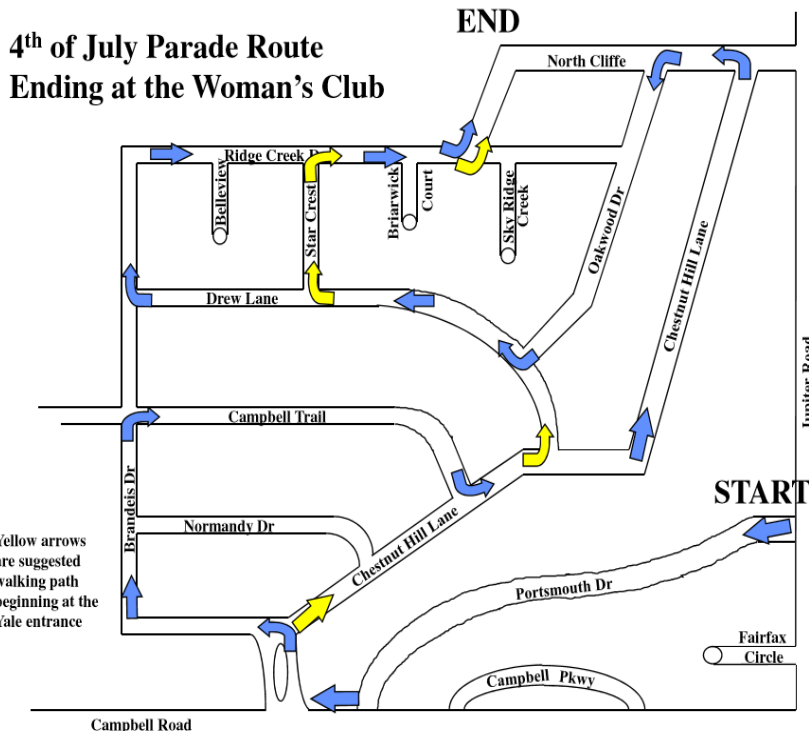 END
4th of July Parade Route
Ending at the Woman's Club
North Cliffe
Ridge Creek D
Belleview
Star Crest
Briarwick
Court
Sky Ridge
Creek
Oakwood Dr
Chestnut Hill Lane
Drew Lane
Jupiter Road
Campbell Trail
Brandeis Dr
START
Normandy Dr
Chestnut Hill Lane
Yellow arrows
are suggested
walking path
beginning at the
Yale entrance
Portsmouth Dr
Fairfax
Circle
Campbell Pkwy
Campbell Road